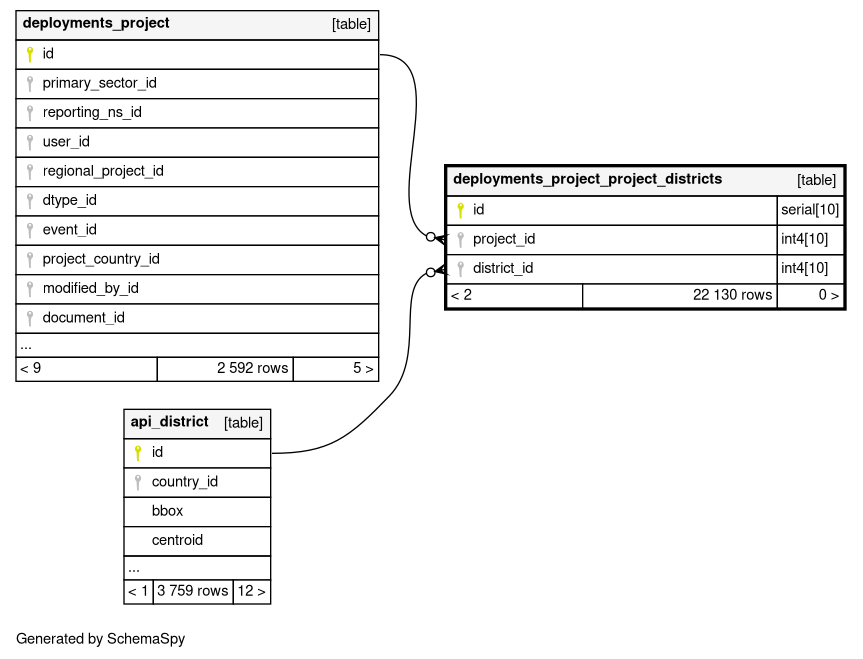 deployments_project [table]
id
primary_sector_id
reporting_ns_id
user_id
regional_project_id
dtype_id
event_id
project_country_id
modified_by_id
document_id
...
< 9 2 592 rows 5 >
deployments_project_project_districts [table]
id serial[10]
project_id int4[10]
district_id int4[10]
< 2 22 130 rows 0 >
api_district [table]
id
country_id
bbox
centroid
...
< 1 3 759 rows 12 >
Generated by SchemaSpy